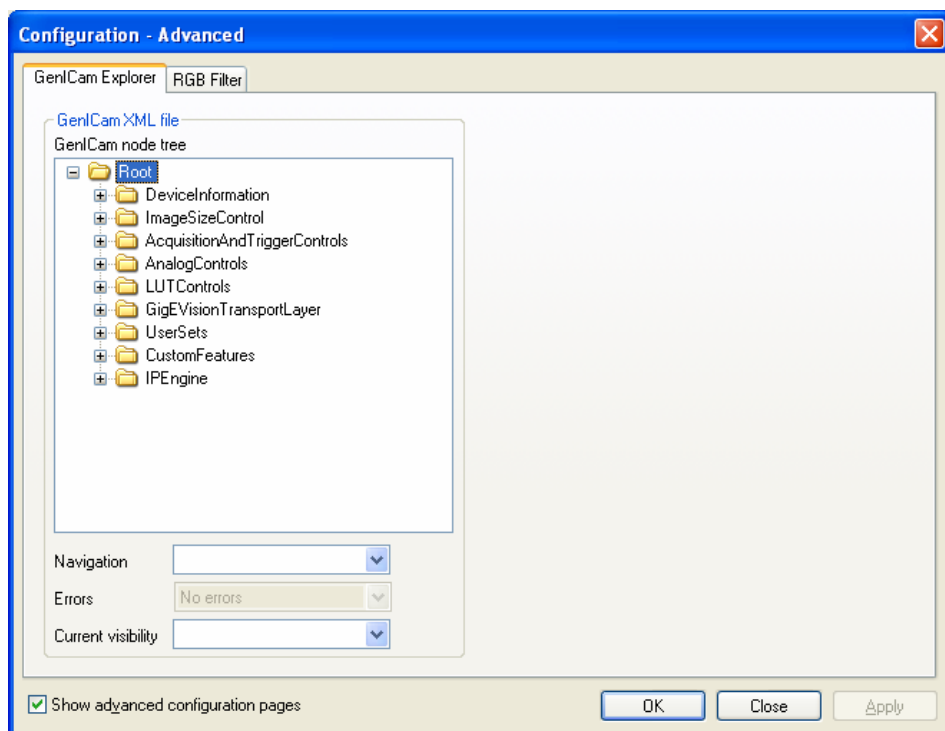 Configuration - Advanced
GenICam Explorer RGB Filter
GenICam XML file
GenICam node tree
Root
DeviceInformation
ImageSizeControl
AcquisitionAndTriggerControls
AnalogControls
LUTControls
GigEVisionTransportLayer
UserSets
CustomFeatures
IPEngine
Navigation
Errors No errors
Current visibility
Show advanced configuration pages OK Close Apply